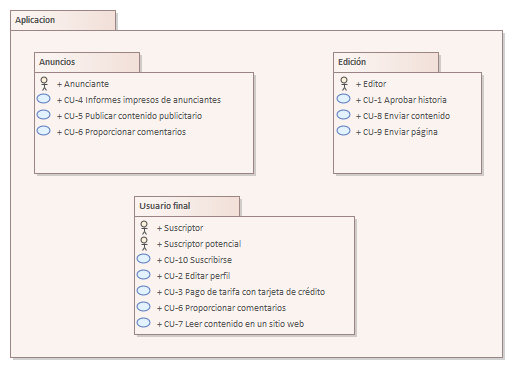 Aplicacion
Anuncios
+ Anunciante
+ CU-4 Informes impresos de anunciantes
+ CU-5 Publicar contenido publicitario
+ CU-6 Proporcionar comentarios
Edición
+ Editor
+ CU-1 Aprobar historia
+ CU-8 Enviar contenido
+ CU-9 Enviar página
Usuario final
+ Suscriptor
+ Suscriptor potencial
+ CU-10 Suscribirse
+ CU-2 Editar perfil
+ CU-3 Pago de tarifa con tarjeta de crédito
+ CU-6 Proporcionar comentarios
+ CU-7 Leer contenido en un sitio web